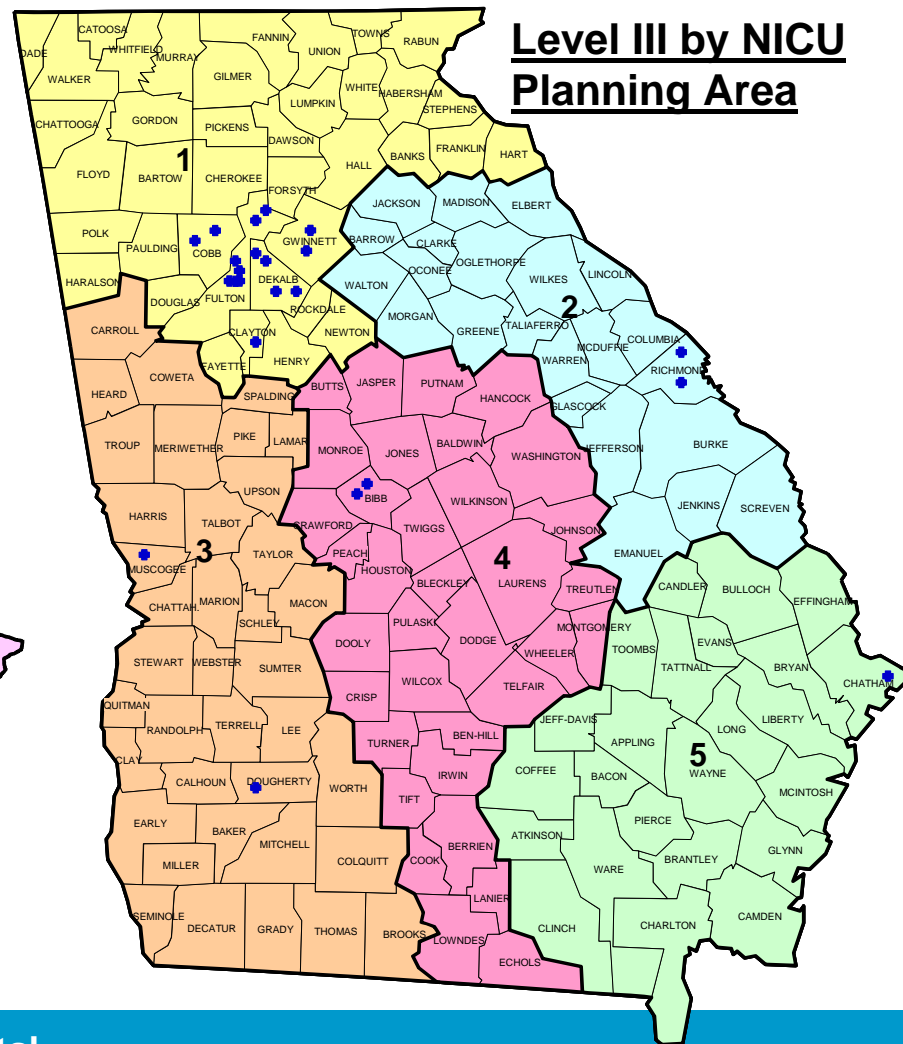 Level III by NICU
Planning Area
CATOOSA
FANNIN
TOWNS
RABUN
DADE
WHITFIELD
MURRAY
UNION
WALKER
GILMER
WHITE
HABERSHAM
LUMPKIN
STEPHENS
CHATTOOGA
GORDON
PICKENS
DAWSON
BANKS
FRANKLIN
HART
1
HALL
FLOYD
BARTOW
CHEROKEE
FORSYTH
JACKSON
MADISON
ELBERT
POLK
PAULDING
COBB
GWINNETT
BARROW
CLARKE
OGLETHORPE
OCONEE
WILKES
LINCOLN
HARALSON
DOUGLAS
FULTON
DEKALB
WALTON
2
ROCKDALE
MORGAN
GREENE
TALIAFERRO
COLUMBIA
CARROLL
CLAYTON
NEWTON
WARREN
MCDUFFIE
FAYETTE
HENRY
RICHMOND
COWETA
HEARD
SPALDING
BUTTS
JASPER
PUTNAM
HANCOCK
GLASCOCK
TROUP
MERIWETHER
PIKE
LAMAR
MONROE
JONES
BALDWIN
WASHINGTON
JEFFERSON
BURKE
UPSON
BIBB
WILKINSON
JENKINS
SCREVEN
HARRIS
TALBOT
CRAWFORD
TWIGGS
JOHNSON
3
TAYLOR
PEACH
HOUSTON
4
EMANUEL
MUSCOGEE
BLECKLEY
LAURENS
TREUTLEN
CANDLER
BULLOCH
EFFINGHAM
CHATTAH.
MARION
MACON
SCHLEY
PULASKI
MONTGOMERY
DOOLY
DODGE
WHEELER
TOOMBS
EVANS
STEWART
WEBSTER
SUMTER
TATTNALL
BRYAN
CHATHAM
CRISP
WILCOX
TELFAIR
QUITMAN
RANDOLPH
TERRELL
LEE
JEFF-DAVIS
LIBERTY
LONG
TURNER
BEN-HILL
APPLING
5
CLAY
CALHOUN
DOUGHERTY
WORTH
IRWIN
COFFEE
BACON
WAYNE
MCINTOSH
TIFT
EARLY
BAKER
MITCHELL
PIERCE
ATKINSON
BERRIEN
GLYNN
MILLER
COLQUITT
COOK
WARE
BRANTLEY
LANIER
SEMINOLE
DECATUR
GRADY
THOMAS
BROOKS
LOWNDES
CLINCH
CHARLTON
CAMDEN
ECHOLS